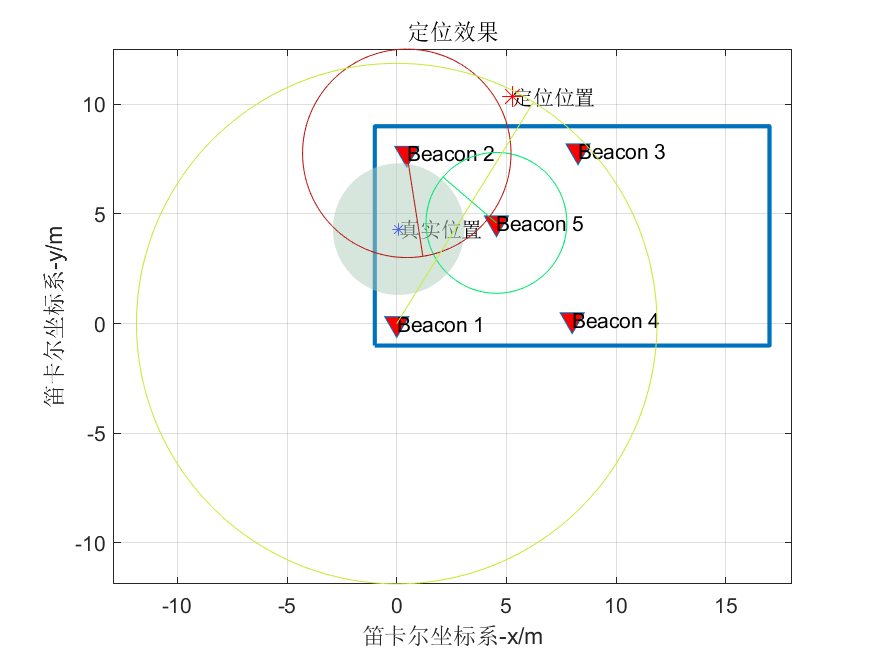 定位效果
10
5
0
-5
-10
笛卡尔坐标系-y/m
定位位置
Beacon 2
Beacon 3
真实位置
Beacon 5
Beacon 1
Beacon 4
-10
-5
0
5
10
15
笛卡尔坐标系-x/m